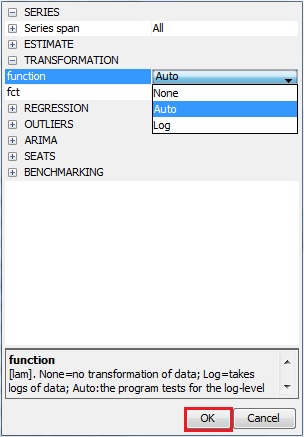 SERIES
Series span All
ESTIMATE
TRANSFORMATION
function Auto
fct
None
Auto
Log
REGRESSION
OUTLIERS
ARIMA
SEATS
BENCHMARKING
function
[lam]. None=no transformation of data; Log=takes
logs of data; Auto:the program tests for the log-level
OK Cancel